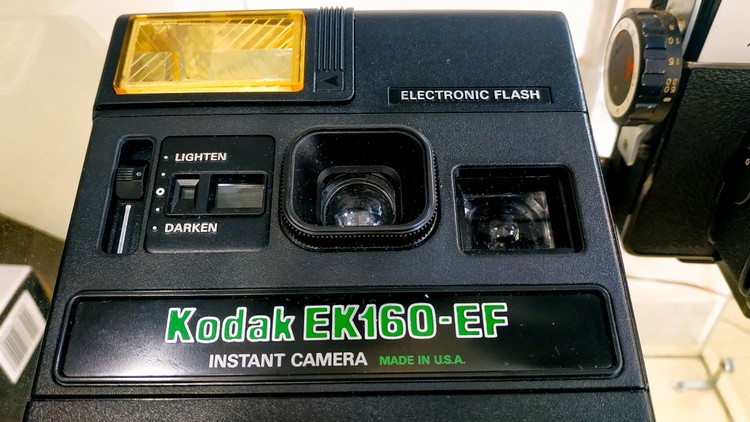 ELECTRONIC FLASH
LIGHTEN
DARKEN
Kodak EK160-EF
INSTANT CAMERA MADE IN U.S.A.